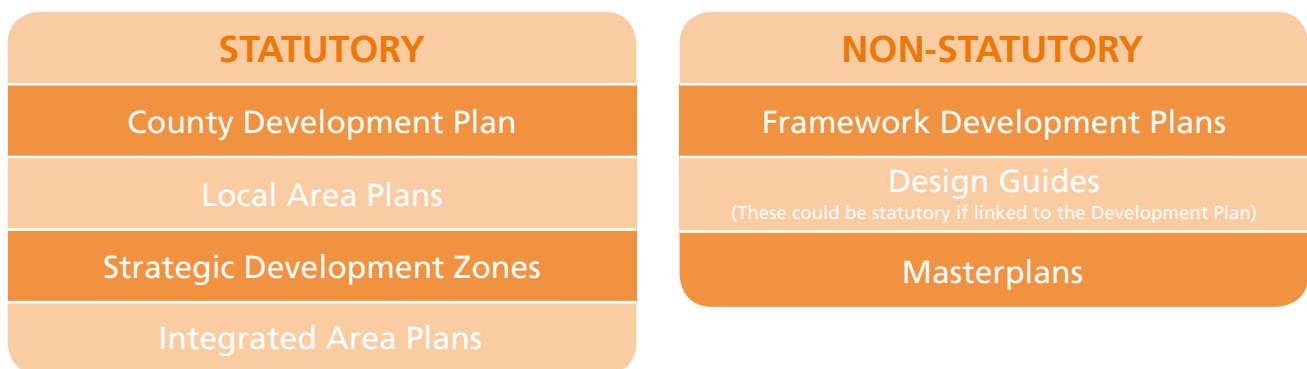 STATUTORY
County Development Plan
Local Area Plans
Strategic Development Zones
Integrated Area Plans
NON-STATUTORY
Framework Development Plans
Design Guides
(These could be statutory if linked to the Development Plan)
Masterplans